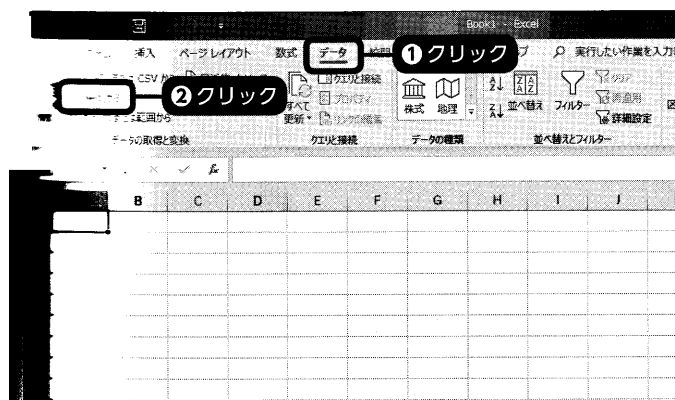 Book1 - Excel
挿入 ページ レイアウト 数式 データ ❶クリック 実行したい作業を入力
❷クリック
CSV
クエリと接続
プロパティ
リンクの編集
すべて
更新
株式 地理
並べ替え フィルター
クリア
再適用
詳細設定
範囲から
データの取得と変換 クエリと接続 データの種類 並べ替えとフィルター
fx
B C D E F G H I J